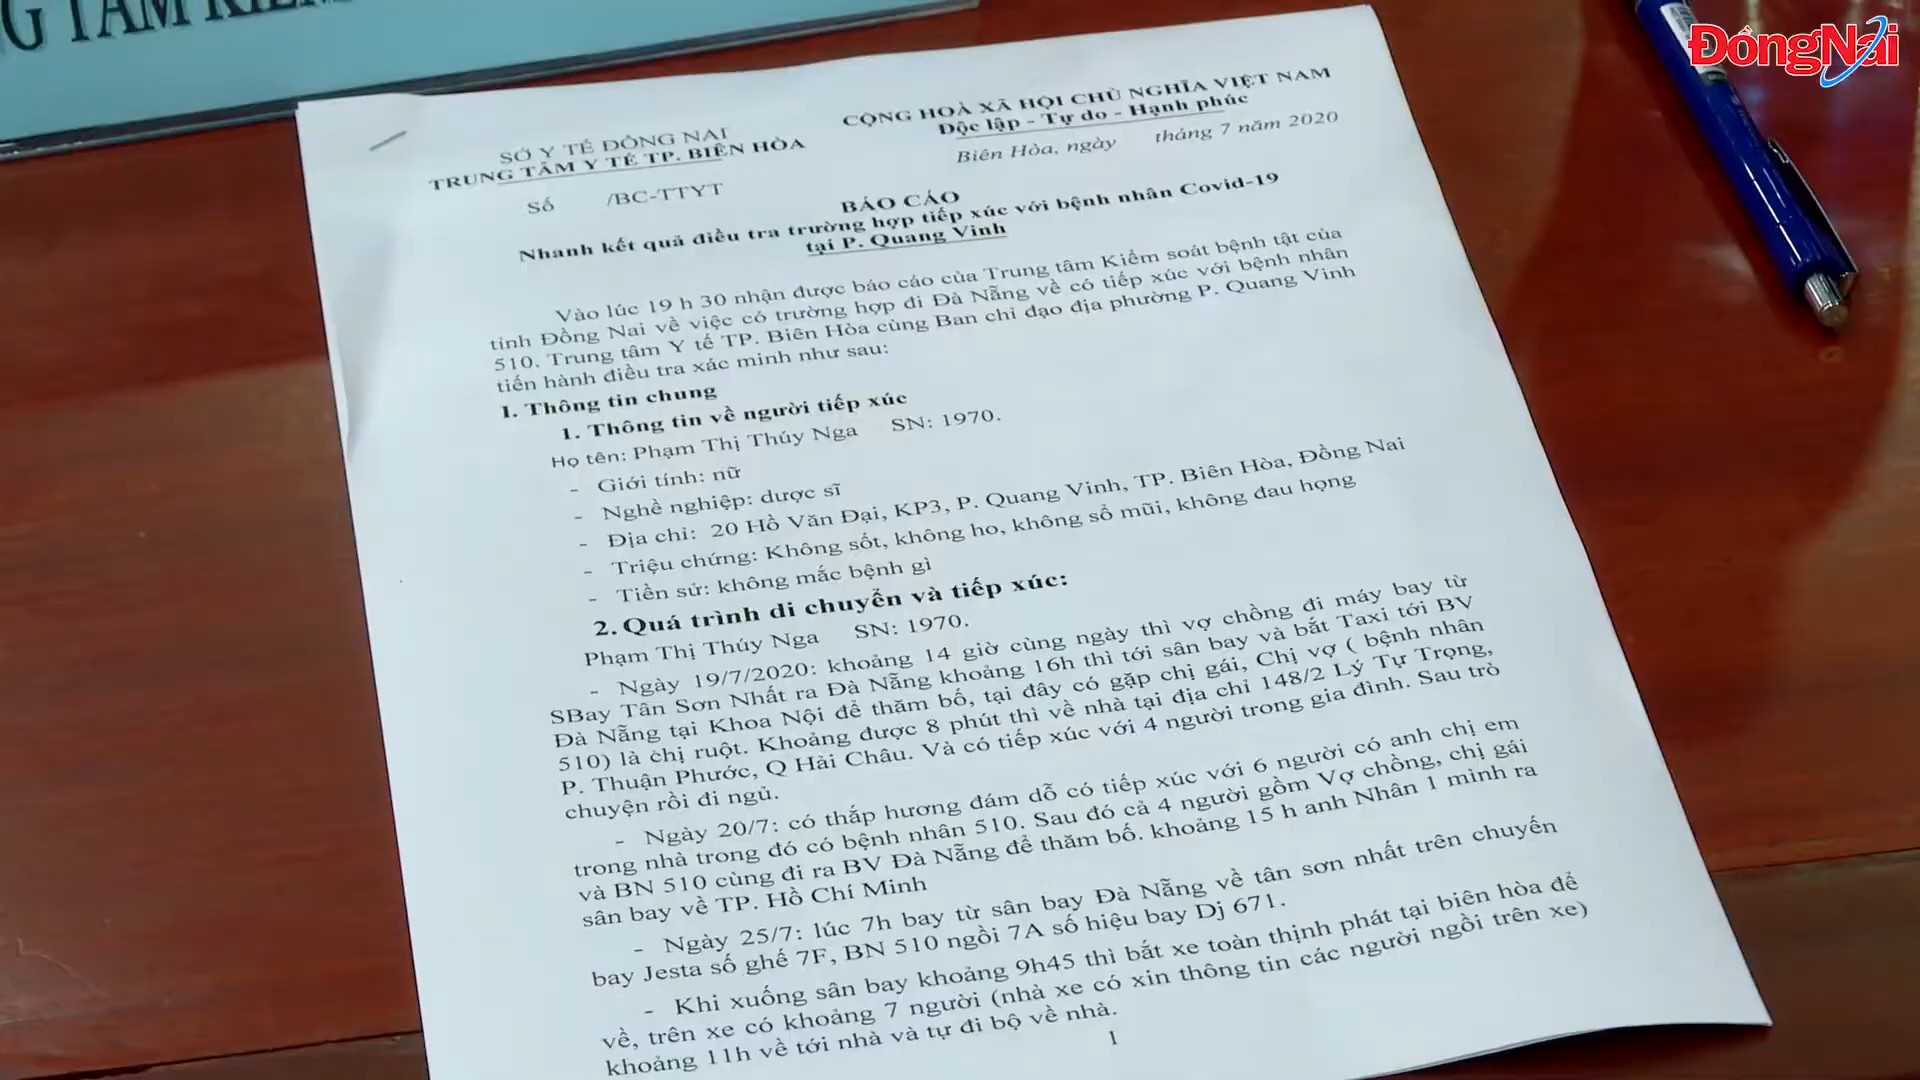 G TÂM KIỂM
ĐồngNai
SỞ Y TẾ ĐỒNG NAI
TRUNG TÂM Y TẾ TP. BIÊN HÒA
Số /BC-TTYT
CỘNG HOÀ XÃ HỘI CHỦ NGHĨA VIỆT NAM
Độc lập - Tự do - Hạnh phúc
Biên Hòa, ngày tháng 7 năm 2020
BÁO CÁO
Nhanh kết quả điều tra trường hợp tiếp xúc với bệnh nhân Covid-19
tại P. Quang Vinh
Vào lúc 19 h 30 nhận được báo cáo của Trung tâm Kiểm soát bệnh tật của
tỉnh Đồng Nai về việc có trường hợp đi Đà Nẵng về có tiếp xúc với bệnh nhân
510. Trung tâm Y tế TP. Biên Hòa cùng Ban chỉ đạo địa phường P. Quang Vinh
tiến hành điều tra xác minh như sau:
I. Thông tin chung
1. Thông tin về người tiếp xúc
Họ tên: Phạm Thị Thúy Nga SN: 1970.
- Giới tính: nữ
- Nghề nghiệp: dược sĩ
- Địa chỉ: 20 Hồ Văn Đại, KP3, P. Quang Vinh, TP. Biên Hòa, Đồng Nai
- Triệu chứng: Không sốt, không ho, không sổ mũi, không đau họng
- Tiền sử: không mắc bệnh gì
2. Quá trình di chuyển và tiếp xúc:
Phạm Thị Thúy Nga SN: 1970.
- Ngày 19/7/2020: khoảng 14 giờ cùng ngày thì vợ chồng đi máy bay từ
SBay Tân Sơn Nhất ra Đà Nẵng khoảng 16h thì tới sân bay và bắt Taxi tới BV
Đà Nẵng tại Khoa Nội để thăm bố, tại đây có gặp chị gái, Chị vợ ( bệnh nhân
510) là chị ruột. Khoảng được 8 phút thì về nhà tại địa chỉ 148/2 Lý Tự Trọng,
P. Thuận Phước, Q Hải Châu. Và có tiếp xúc với 4 người trong gia đình. Sau trò
chuyện rồi đi ngủ.
- Ngày 20/7: có thắp hương đám dỗ có tiếp xúc với 6 người có anh chị em
trong nhà trong đó có bệnh nhân 510. Sau đó cả 4 người gồm Vợ chồng, chị gái
và BN 510 cùng đi ra BV Đà Nẵng để thăm bố. khoảng 15 h anh Nhân 1 mình ra
sân bay về TP. Hồ Chí Minh
- Ngày 25/7: lúc 7h bay từ sân bay Đà Nẵng về tân sơn nhất trên chuyến
bay Jesta số ghế 7F, BN 510 ngồi 7A số hiệu bay Dj 671.
- Khi xuống sân bay khoảng 9h45 thì bắt xe toàn thịnh phát tại biên hòa để
về, trên xe có khoảng 7 người (nhà xe có xin thông tin các người ngồi trên xe)
khoảng 11h về tới nhà và tự đi bộ về nhà.
1